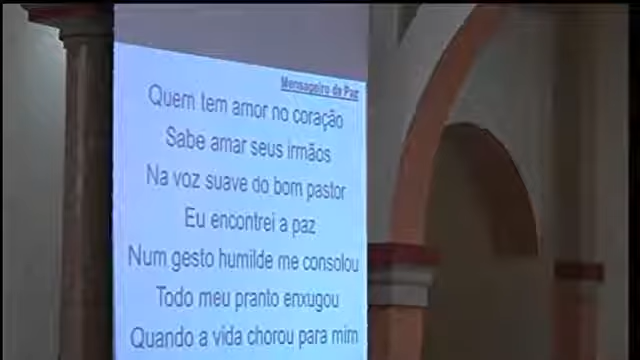 Mensageiro da Paz
Quem tem amor no coração
Sabe amar seus irmãos
Na voz suave do bom pastor
Eu encontrei a paz
Num gesto humilde me consolou
Todo meu pranto enxugou
Quando a vida chorou para mim